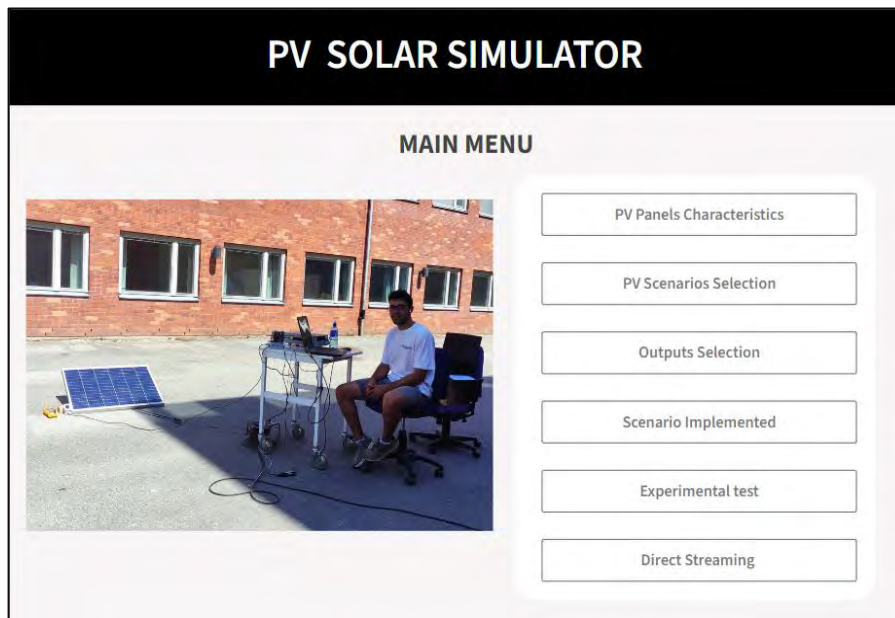 PV SOLAR SIMULATOR
MAIN MENU
PV Panels Characteristics
PV Scenarios Selection
Outputs Selection
Scenario Implemented
Experimental test
Direct Streaming